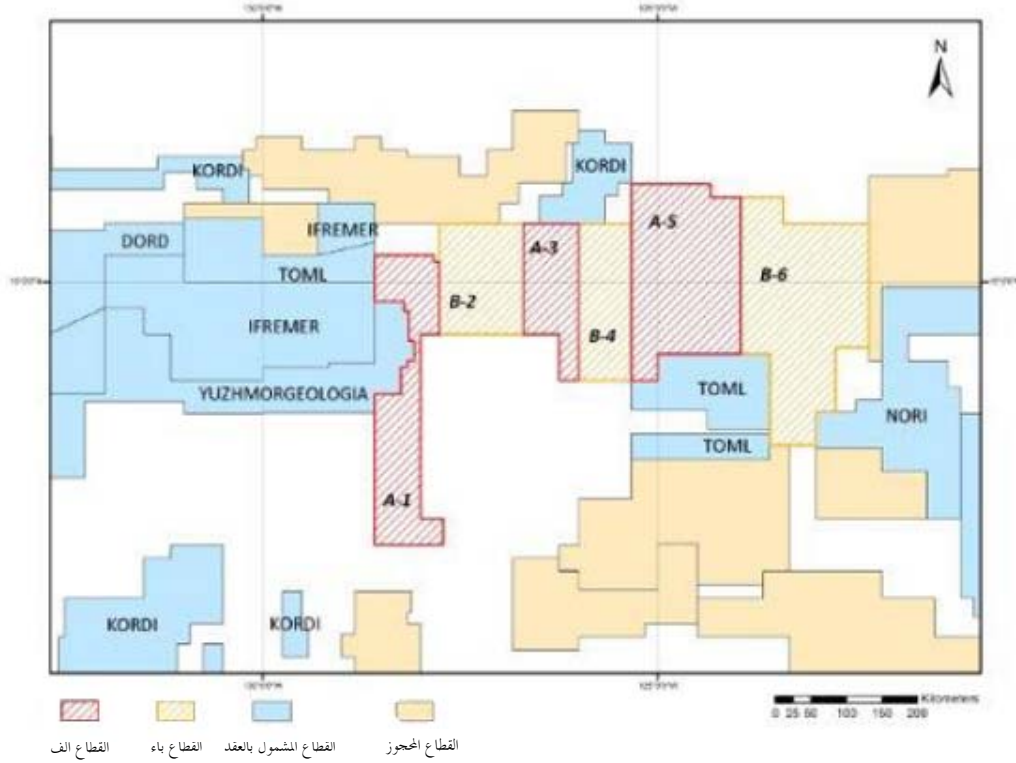 N
KORDI
KORDI
IFREMER
DORD
TOML
A-5
A-3
B-6
B-2
B-4
IFREMER
YUZHMORGEOLOGIA
TOML
NORI
TOML
A-1
KORDI
KORDI
Kilometers
0 25 50 100 150 200
القطاع الف
القطاع باء
القطاع المشمول بالعقد
القطاع المحجوز